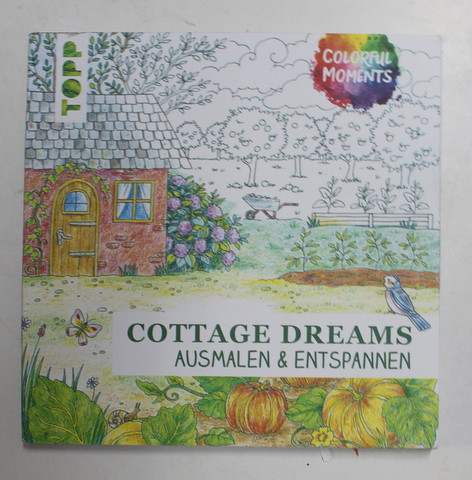 TOPP
COLORFUL
MOMENTS
COTTAGE DREAMS
AUSMALEN & ENTSPANNEN